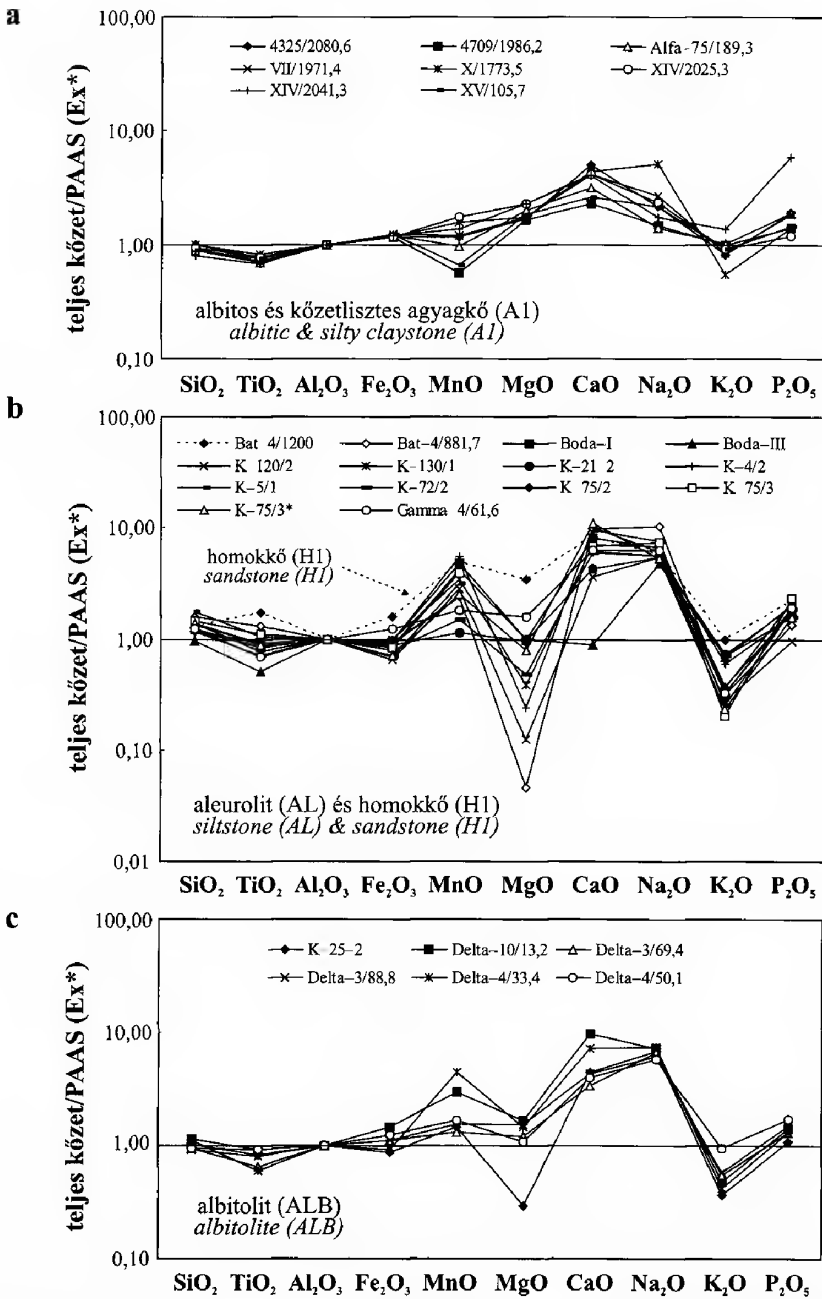 a
teljes kőzet/PAAS (Ex*)
100,00
10,00
1,00
0,10
4325/2080,6 4709/1986,2 Alfa-75/189,3
VII/1971,4 X/1773,5 XIV/2025,3
XIV/2041,3 XV/105,7
albitos és kőzetlisztes agyagkő (A1)
albitic & silty claystone (A1)
SiO₂ TiO₂ Al₂O₃ Fe₂O₃ MnO MgO CaO Na₂O K₂O P₂O₅
b
teljes kőzet/PAAS (Ex*)
100,00
10,00
1,00
0,10
0,01
Bat 4/1200 Bat-4/881,7 Boda-I Boda-III
K 120/2 K-130/1 K-21 2 K-4/2
K-5/1 K-72/2 K 75/2 K 75/3
K-75/3* Gamma 4/61,6
homokkő (H1)
sandstone (H1)
aleurolit (AL) és homokkő (H1)
siltstone (AL) & sandstone (H1)
SiO₂ TiO₂ Al₂O₃ Fe₂O₃ MnO MgO CaO Na₂O K₂O P₂O₅
c
teljes kőzet/PAAS (Ex*)
100,00
10,00
1,00
0,10
K 25-2 Delta-10/13,2 Delta-3/69,4
Delta-3/88,8 Delta-4/33,4 Delta-4/50,1
albitolit (ALB)
albitolite (ALB)
SiO₂ TiO₂ Al₂O₃ Fe₂O₃ MnO MgO CaO Na₂O K₂O P₂O₅